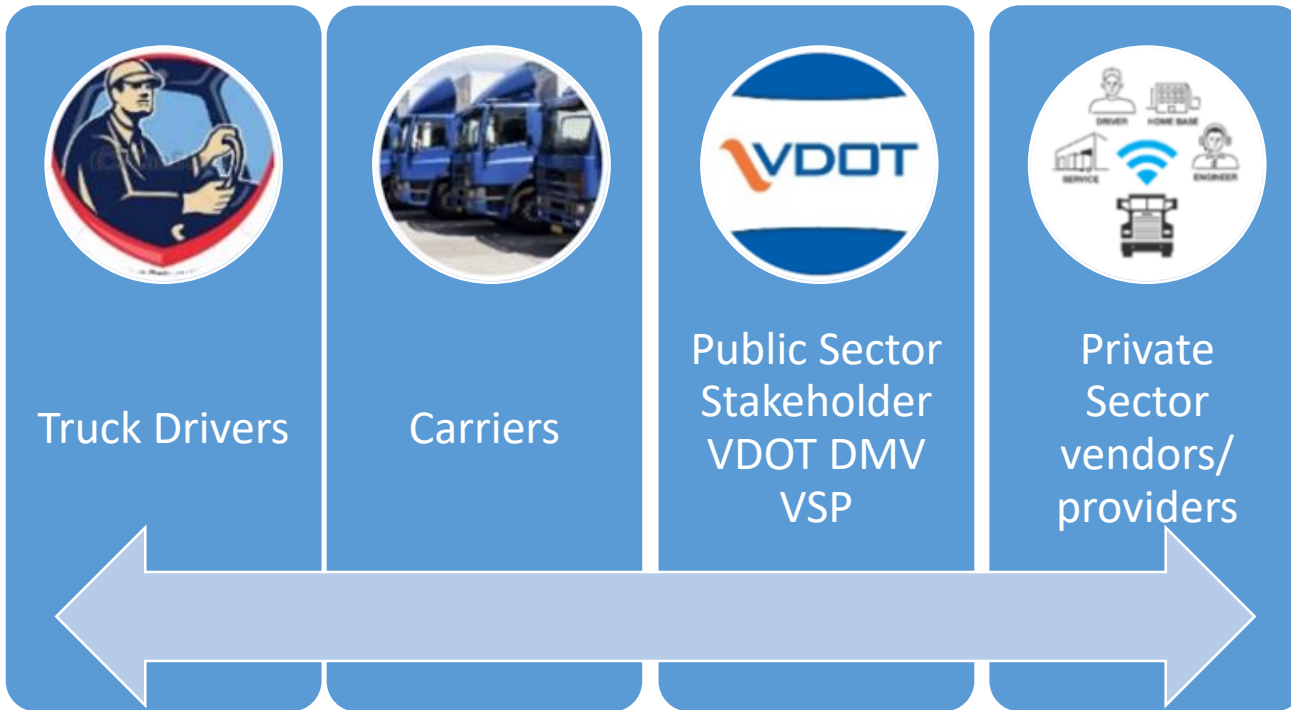 Truck Drivers
Carriers
VDOT
Public Sector
Stakeholder
VDOT DMV
VSP
DRIVER
HOME BASE
SERVICE
ENGINEER
Private
Sector
vendors/
providers